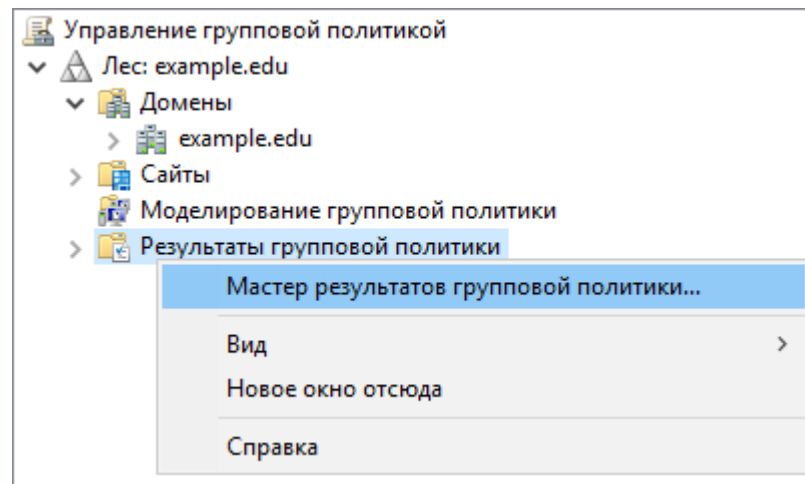 Управление групповой политикой
Лес: example.edu
Домены
example.edu
Сайты
Моделирование групповой политики
Результаты групповой политики
Мастер результатов групповой политики...
Вид
Новое окно отсюда
Справка